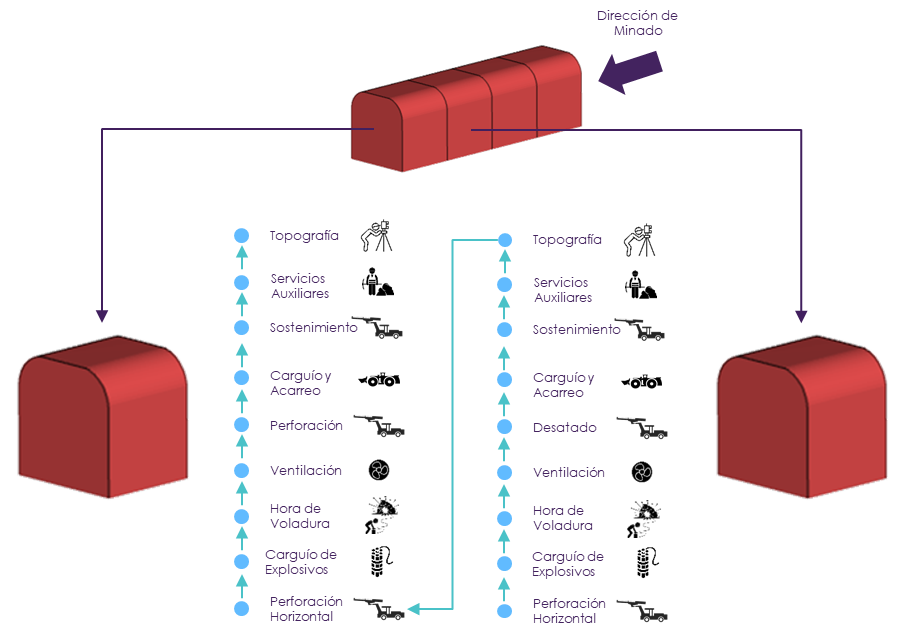 Dirección de
Minado
Topografía
Servicios
Auxiliares
Sostenimiento
Carguío y
Acarreo
Perforación
Ventilación
Hora de
Voladura
Carguío de
Explosivos
Perforación
Horizontal
Topografía
Servicios
Auxiliares
Sostenimiento
Carguío y
Acarreo
Desatado
Ventilación
Hora de
Voladura
Carguío de
Explosivos
Perforación
Horizontal